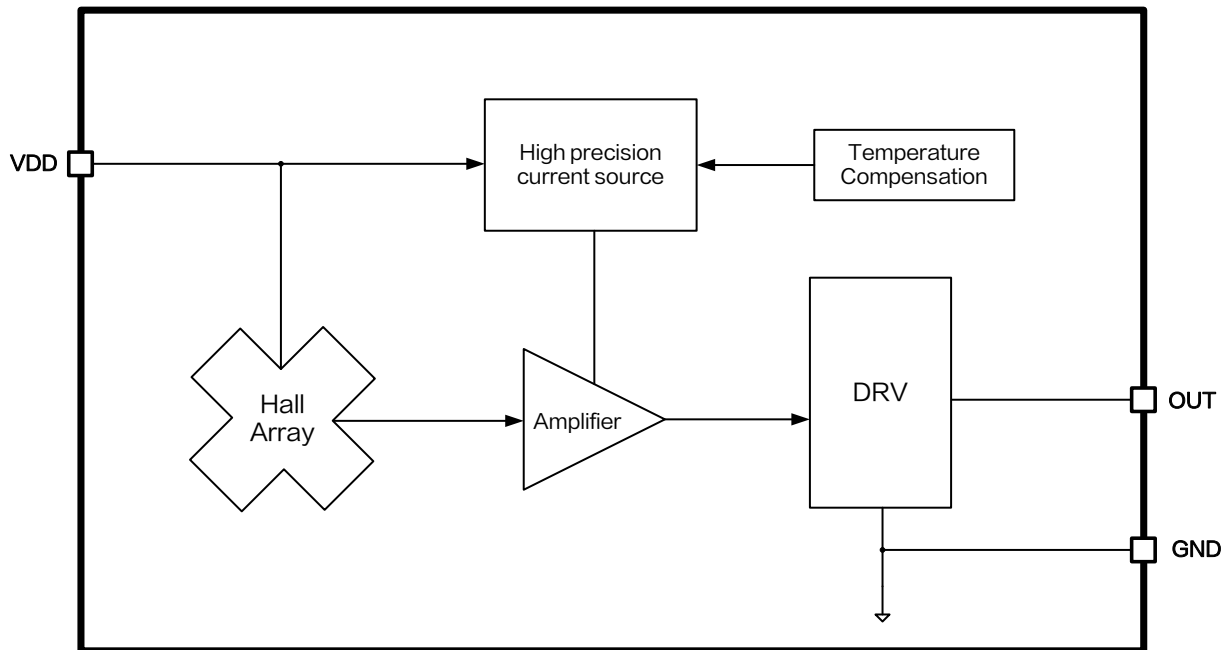 VDD
High precision
current source
Temperature
Compensation
Hall
Array
Amplifier
DRV
OUT
GND